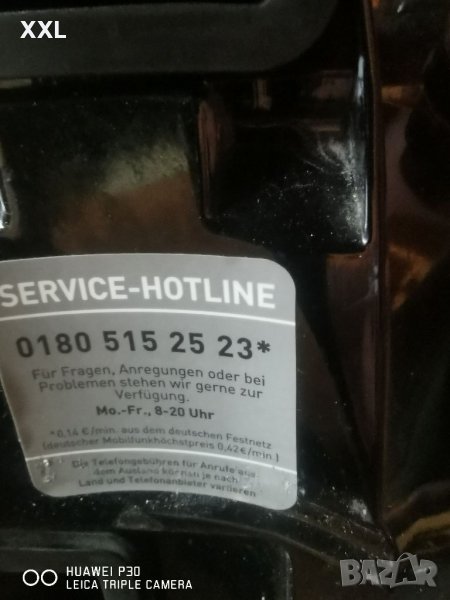 XXL
SERVICE-HOTLINE
0180 515 25 23*
Für Fragen, Anregungen oder bei
Problemen stehen wir gerne zur
Verfügung.
Mo.-Fr., 8-20 Uhr
*0,14 €/min. aus dem deutschen Festnetz
(deutscher Mobilfunkhöchstpreis 0,42€/min.)
Die Telefongebühren für Anrufe aus
dem Ausland können je nach
Land und Telefonanbieter variieren
HUAWEI P30
LEICA TRIPLE CAMERA
BAZAR